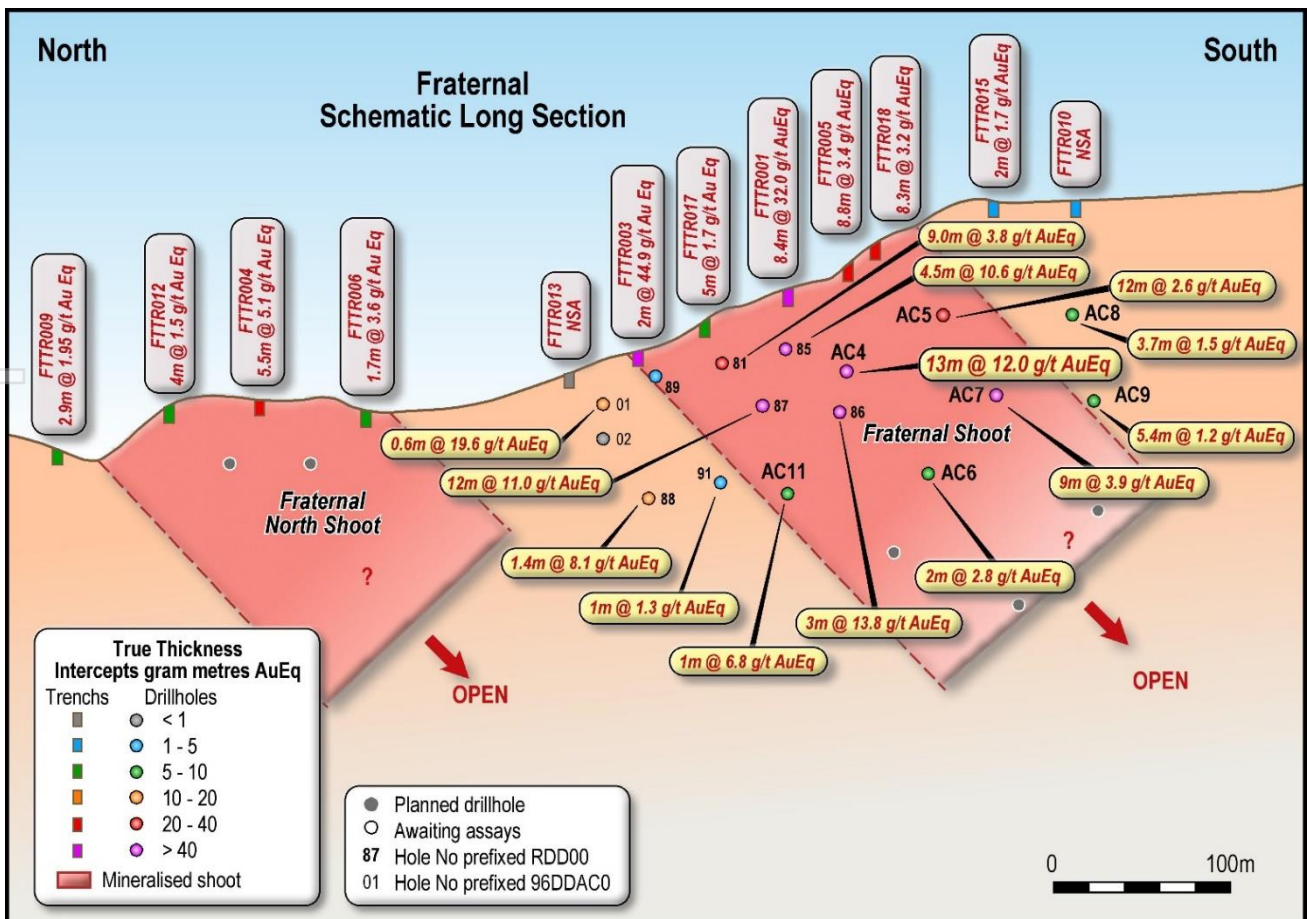 North
South
Fraternal
Schematic Long Section
FTTR009
2.9m @ 1.95 g/t Au Eq
FTTR012
4m @ 1.5 g/t Au Eq
FTTR004
5.5m @ 5.1 g/t Au Eq
FTTR006
1.7m @ 3.6 g/t Au Eq
FTTR013
NSA
FTTR003
2m @ 44.9 g/t Au Eq
FTTR017
5m @ 1.7 g/t Au Eq
FTTR001
8.4m @ 32.0 g/t AuEq
FTTR005
8.8m @ 3.4 g/t AuEq
FTTR018
8.3m @ 3.2 g/t AuEq
FTTR015
2m @ 1.7 g/t AuEq
FTTR010
NSA
9.0m @ 3.8 g/t AuEq
4.5m @ 10.6 g/t AuEq
12m @ 2.6 g/t AuEq
AC5
AC8
3.7m @ 1.5 g/t AuEq
85
81
AC4
13m @ 12.0 g/t AuEq
89
AC7
AC9
01
87
86
5.4m @ 1.2 g/t AuEq
0.6m @ 19.6 g/t AuEq
02
Fraternal Shoot
12m @ 11.0 g/t AuEq
91
AC11
AC6
9m @ 3.9 g/t AuEq
88
Fraternal
North Shoot
?
?
1.4m @ 8.1 g/t AuEq
2m @ 2.8 g/t AuEq
1m @ 1.3 g/t AuEq
3m @ 13.8 g/t AuEq
1m @ 6.8 g/t AuEq
OPEN
OPEN
True Thickness
Intercepts gram metres AuEq
Trenchs Drillholes
< 1
1 - 5
5 - 10
10 - 20
20 - 40
> 40
Mineralised shoot
Planned drillhole
Awaiting assays
87 Hole No prefixed RDD00
01 Hole No prefixed 96DDAC0
0 100m